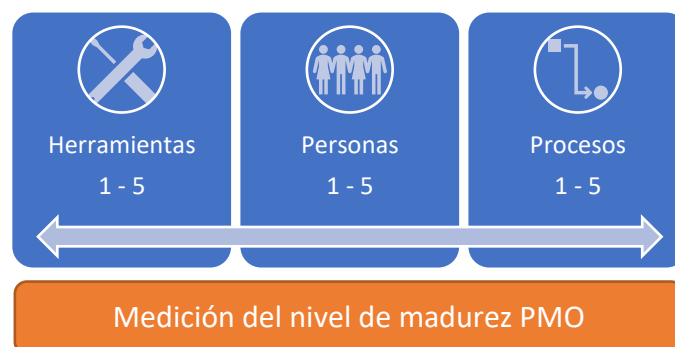 Herramientas
1 - 5
Personas
1 - 5
Procesos
1 - 5
Medición del nivel de madurez PMO